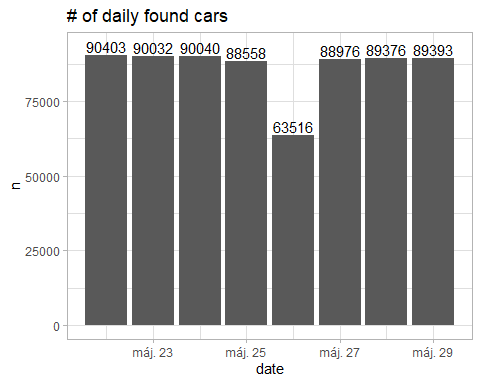 # of daily found cars
90403 90032 90040 88558 63516 88976 89376 89393
75000
50000
25000
0
n
máj. 23 máj. 25 máj. 27 máj. 29
date